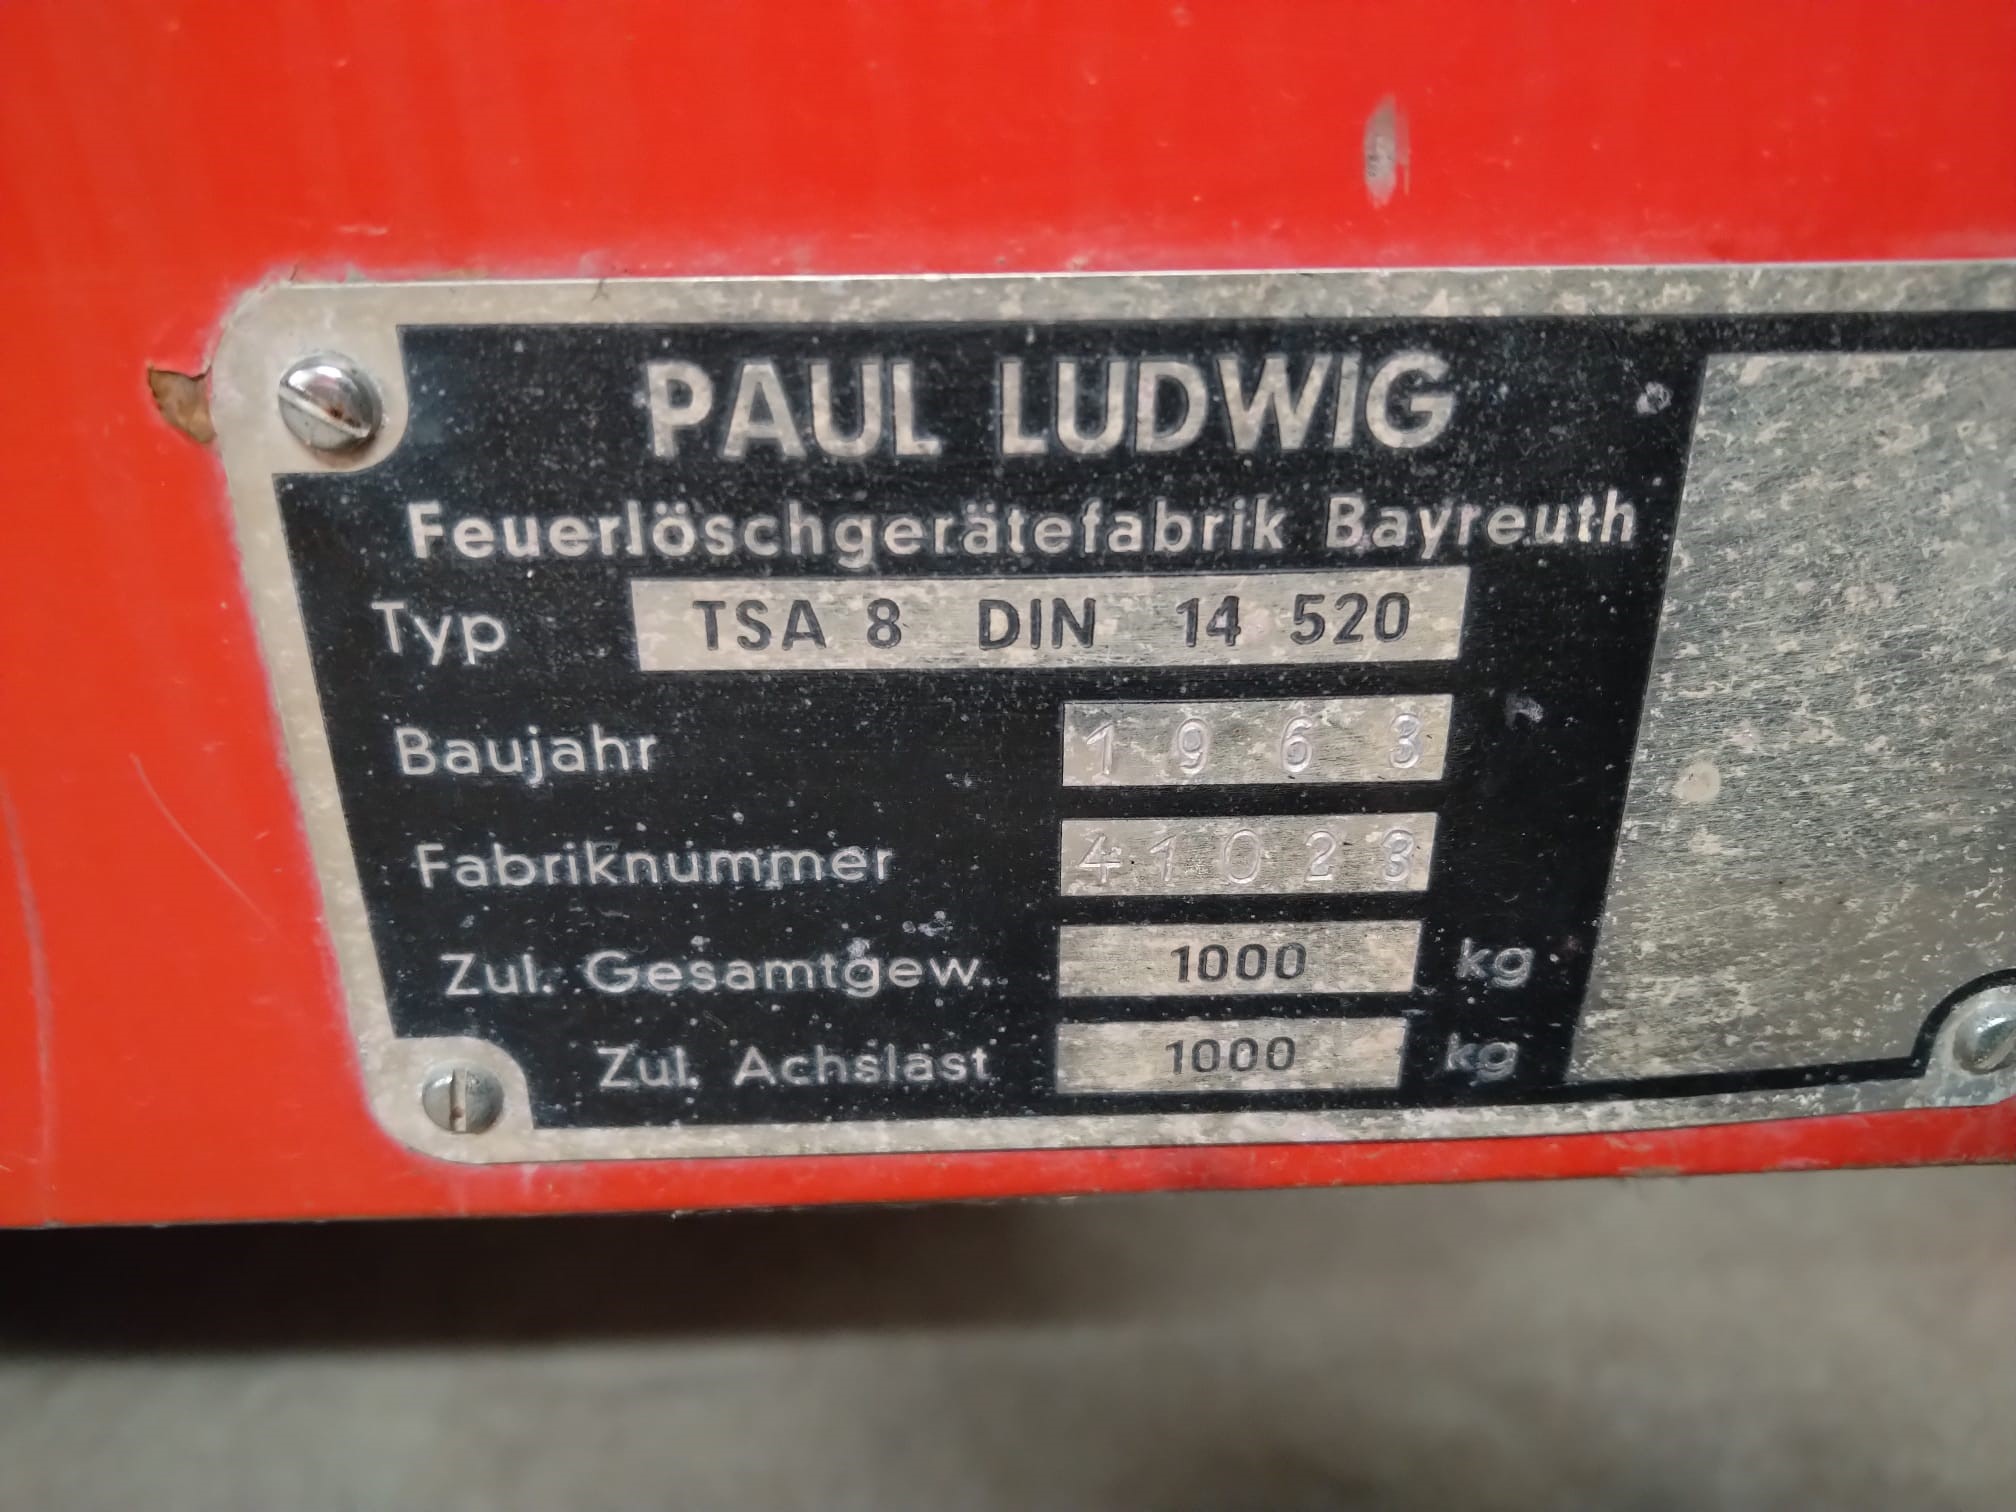 PAUL LUDWIG
Feuerlöschgerätefabrik Bayreuth
Typ TSA 8 DIN 14 520
Baujahr 1963
Fabriknummer 41023
Zul. Gesamtgew. 1000 kg
Zul. Achslast 1000 kg